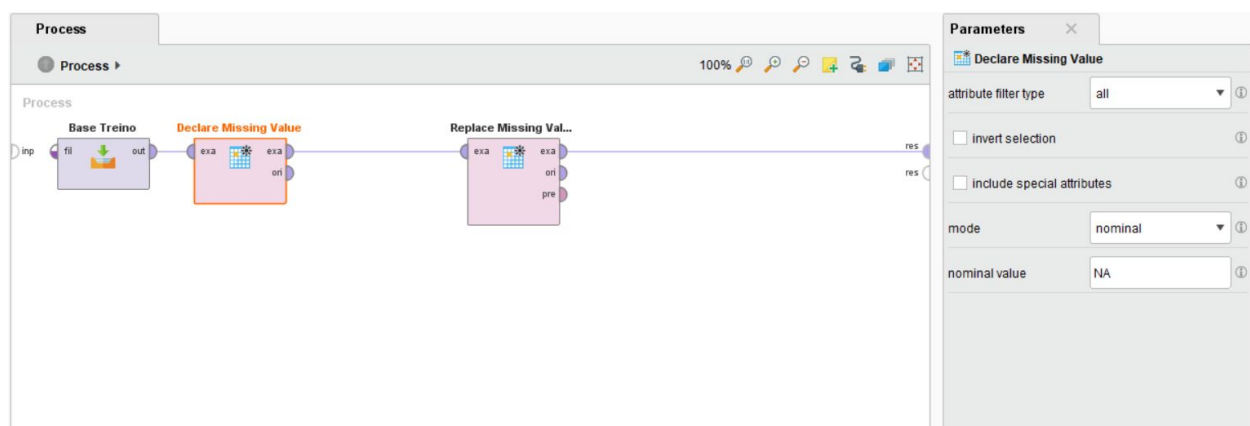 Process
Process
100%
Process
Base Treino
Declare Missing Value
Replace Missing Val...
inp
fil
out
exa
exa
ori
exa
exa
ori
pre
res
res
Parameters
Declare Missing Value
attribute filter type
all
invert selection
include special attributes
mode
nominal
nominal value
NA